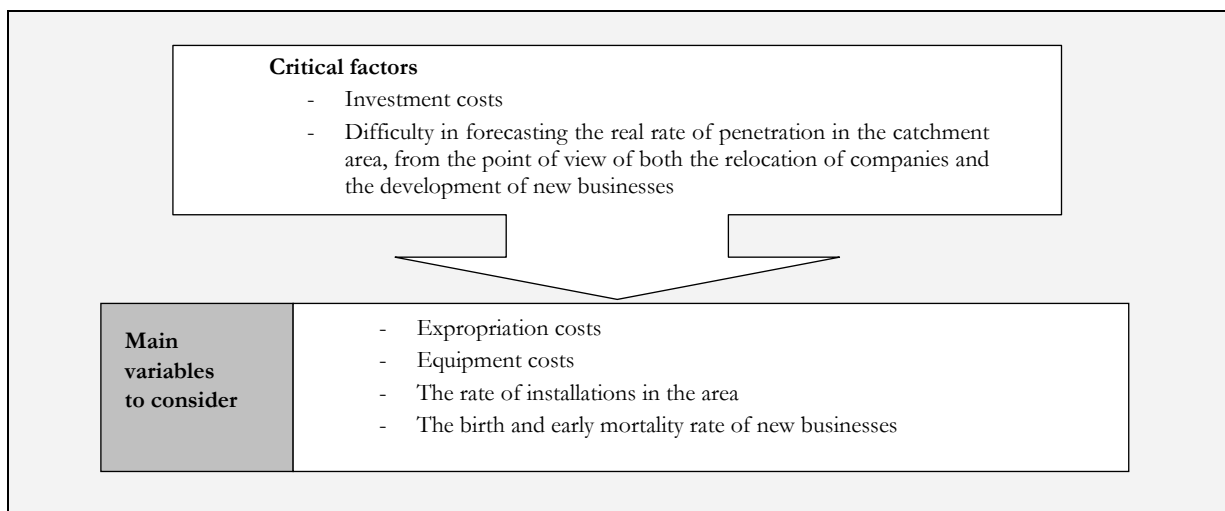 Critical factors
- Investment costs
- Difficulty in forecasting the real rate of penetration in the catchment
area, from the point of view of both the relocation of companies and
the development of new businesses
Main
variables
to consider
- Expropriation costs
- Equipment costs
- The rate of installations in the area
- The birth and early mortality rate of new businesses